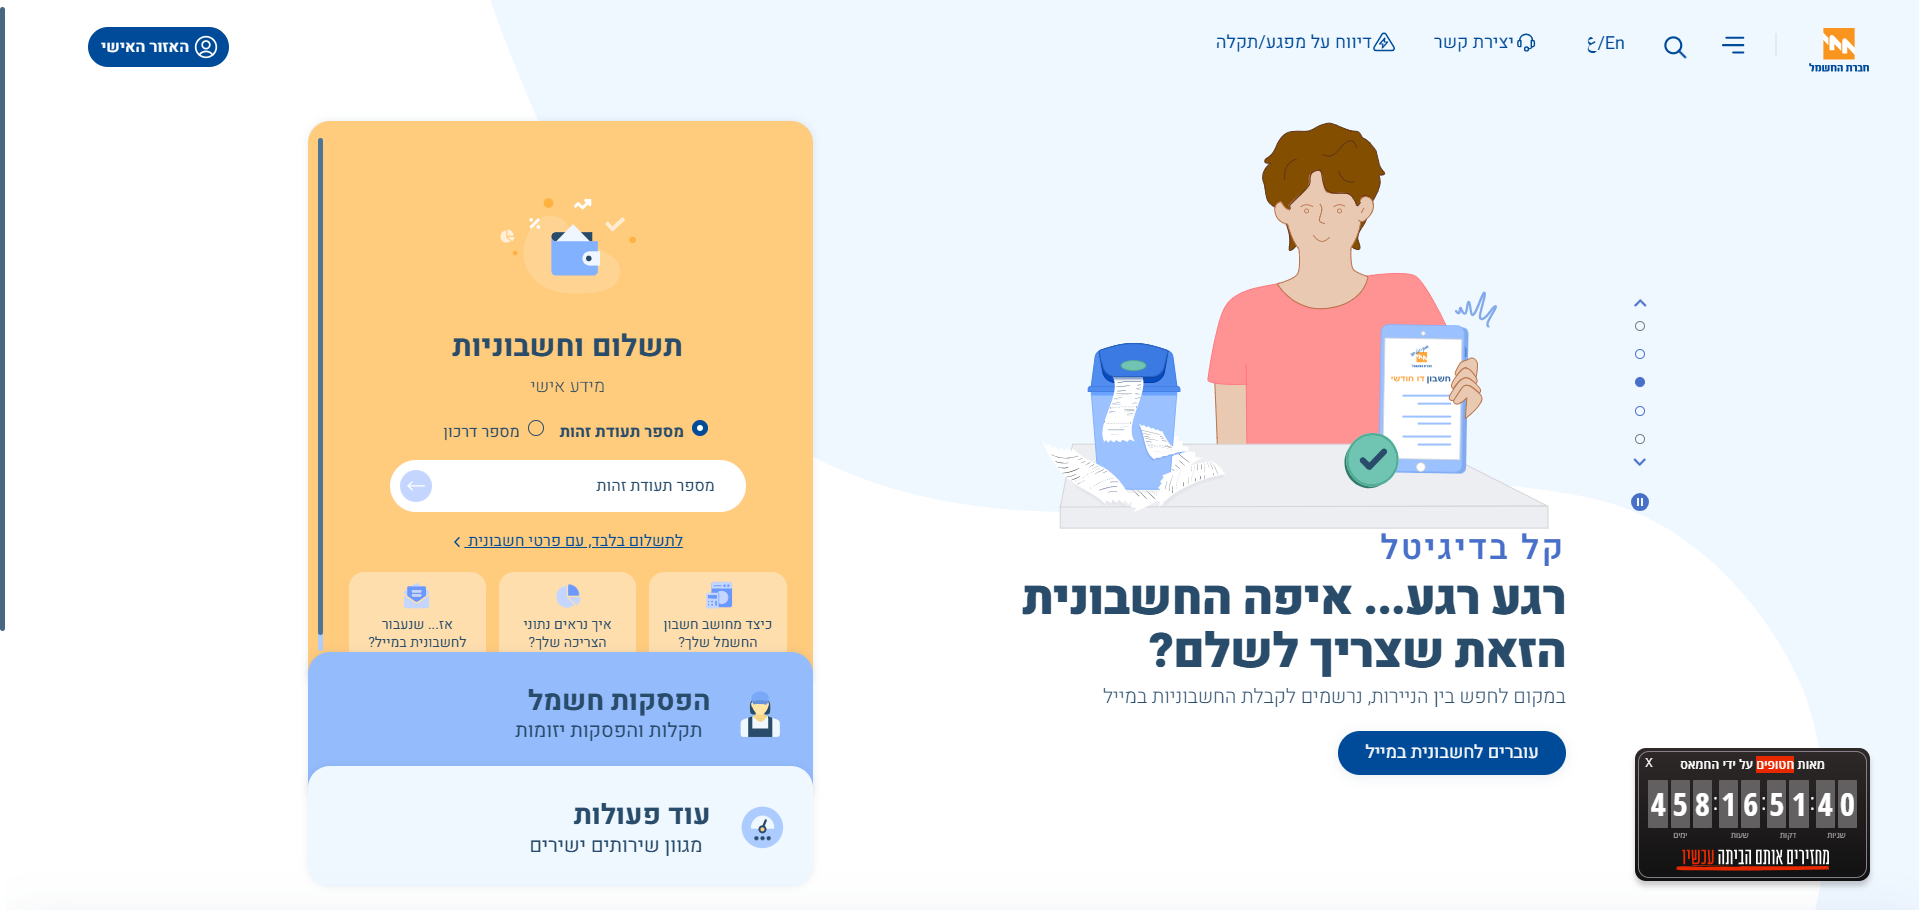 חברת החשמל
En/ع
יצירת קשר
דיווח על מפגע/תקלה
האזור האישי
חשבון דו חודשי
קל בדיגיטל
רגע רגע... איפה החשבונית
הזאת שצריך לשלם?
במקום לחפש בין הניירות, נרשמים לקבלת החשבוניות במייל
עוברים לחשבונית במייל
תשלום וחשבוניות
מידע אישי
מספר תעודת זהות
מספר דרכון
מספר תעודת זהות
לתשלום בלבד, עם פרטי חשבונית
כיצד מחושב חשבון
החשמל שלך?
איך נראים נתוני
הצריכה שלך?
אז... שנעבור
לחשבונית במייל?
הפסקות חשמל
תקלות והפסקות יזומות
עוד פעולות
מגוון שירותים ישירים
X
מאות חטופים על ידי החמאס
458:16:51:40
ימים שעות דקות שניות
מחזירים אותם הביתה עכשיו